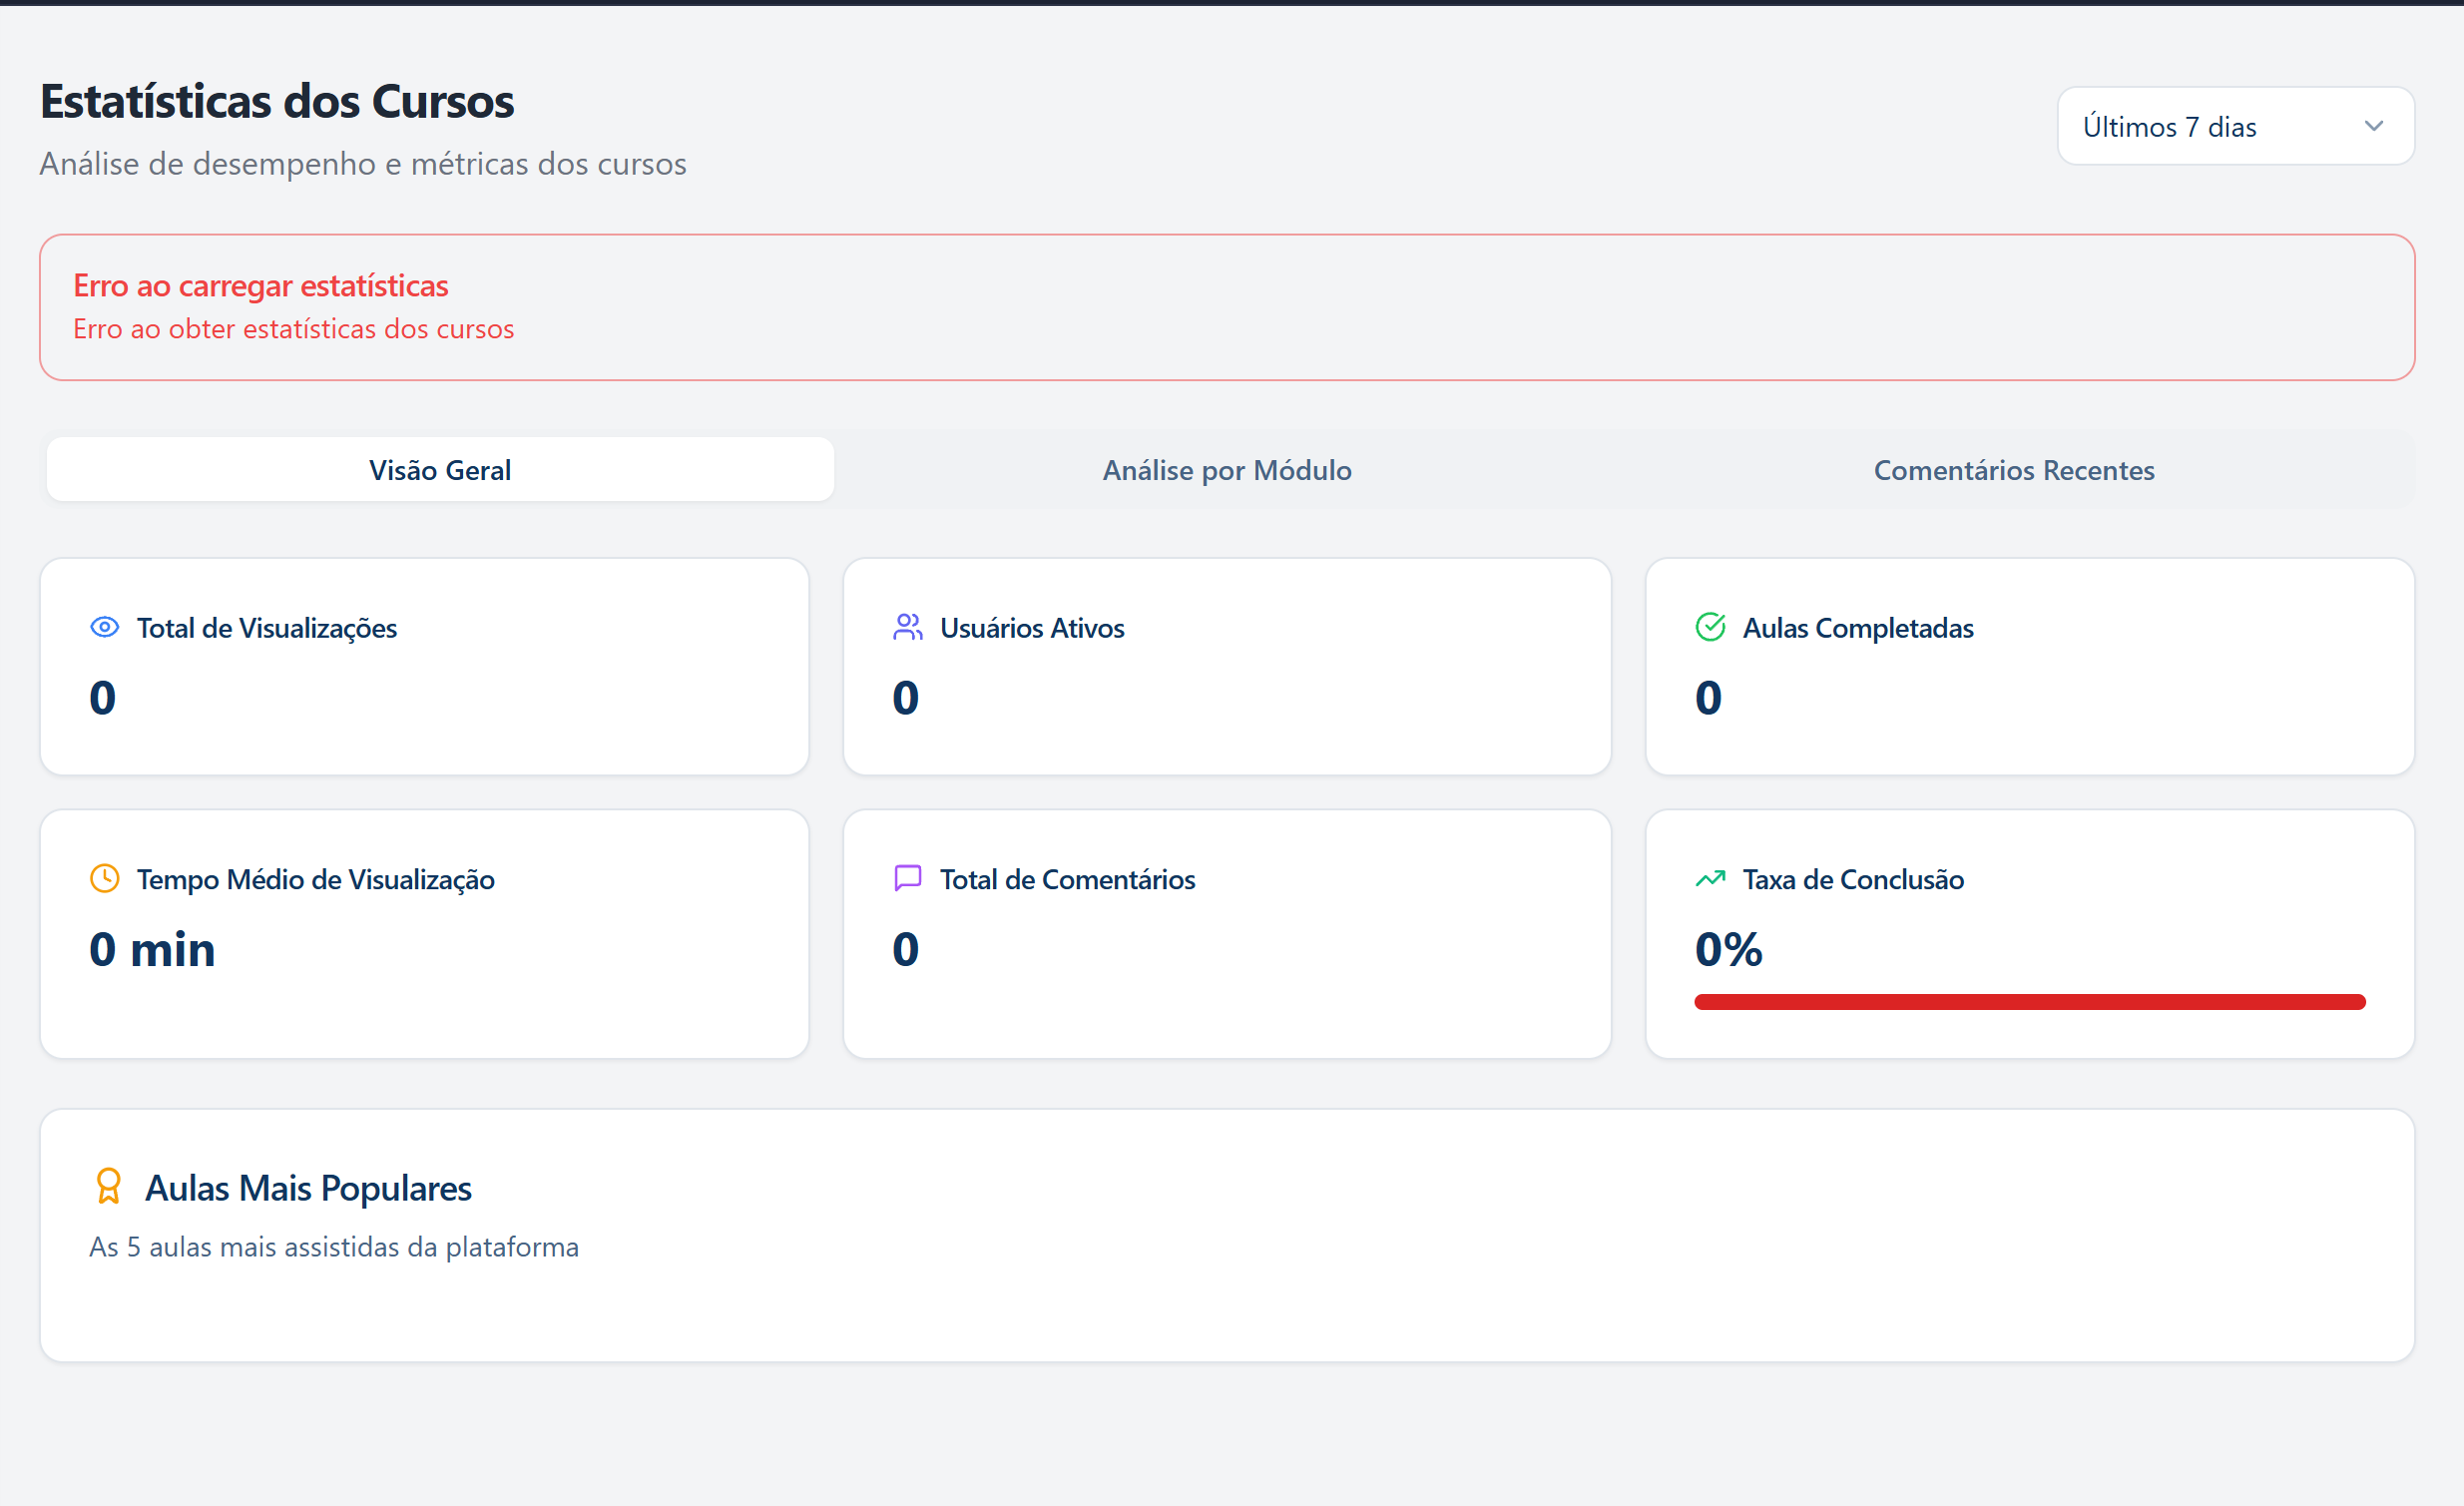 Estatísticas dos Cursos
Análise de desempenho e métricas dos cursos
Últimos 7 dias
Erro ao carregar estatísticas
Erro ao obter estatísticas dos cursos
Visão Geral
Análise por Módulo
Comentários Recentes
Total de Visualizações
0
Usuários Ativos
0
Aulas Completadas
0
Tempo Médio de Visualização
0 min
Total de Comentários
0
Taxa de Conclusão
0%
Aulas Mais Populares
As 5 aulas mais assistidas da plataforma